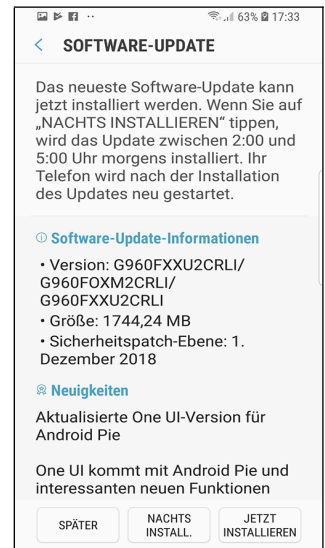 63% 17:33
SOFTWARE-UPDATE
Das neueste Software-Update kann
jetzt installiert werden. Wenn Sie auf
„NACHTS INSTALLIEREN“ tippen,
wird das Update zwischen 2:00 und
5:00 Uhr morgens installiert. Ihr
Telefon wird nach der Installation
des Updates neu gestartet.
Software-Update-Informationen
• Version: G960FXXU2CRLI/
G960FOXM2CRLI/
G960FXXU2CRLI
• Größe: 1744,24 MB
• Sicherheitspatch-Ebene: 1.
Dezember 2018
Neuigkeiten
Aktualisierte One UI-Version für
Android Pie
One UI kommt mit Android Pie und
interessanten neuen Funktionen
SPÄTER
NACHTS
INSTALL.
JETZT
INSTALLIEREN